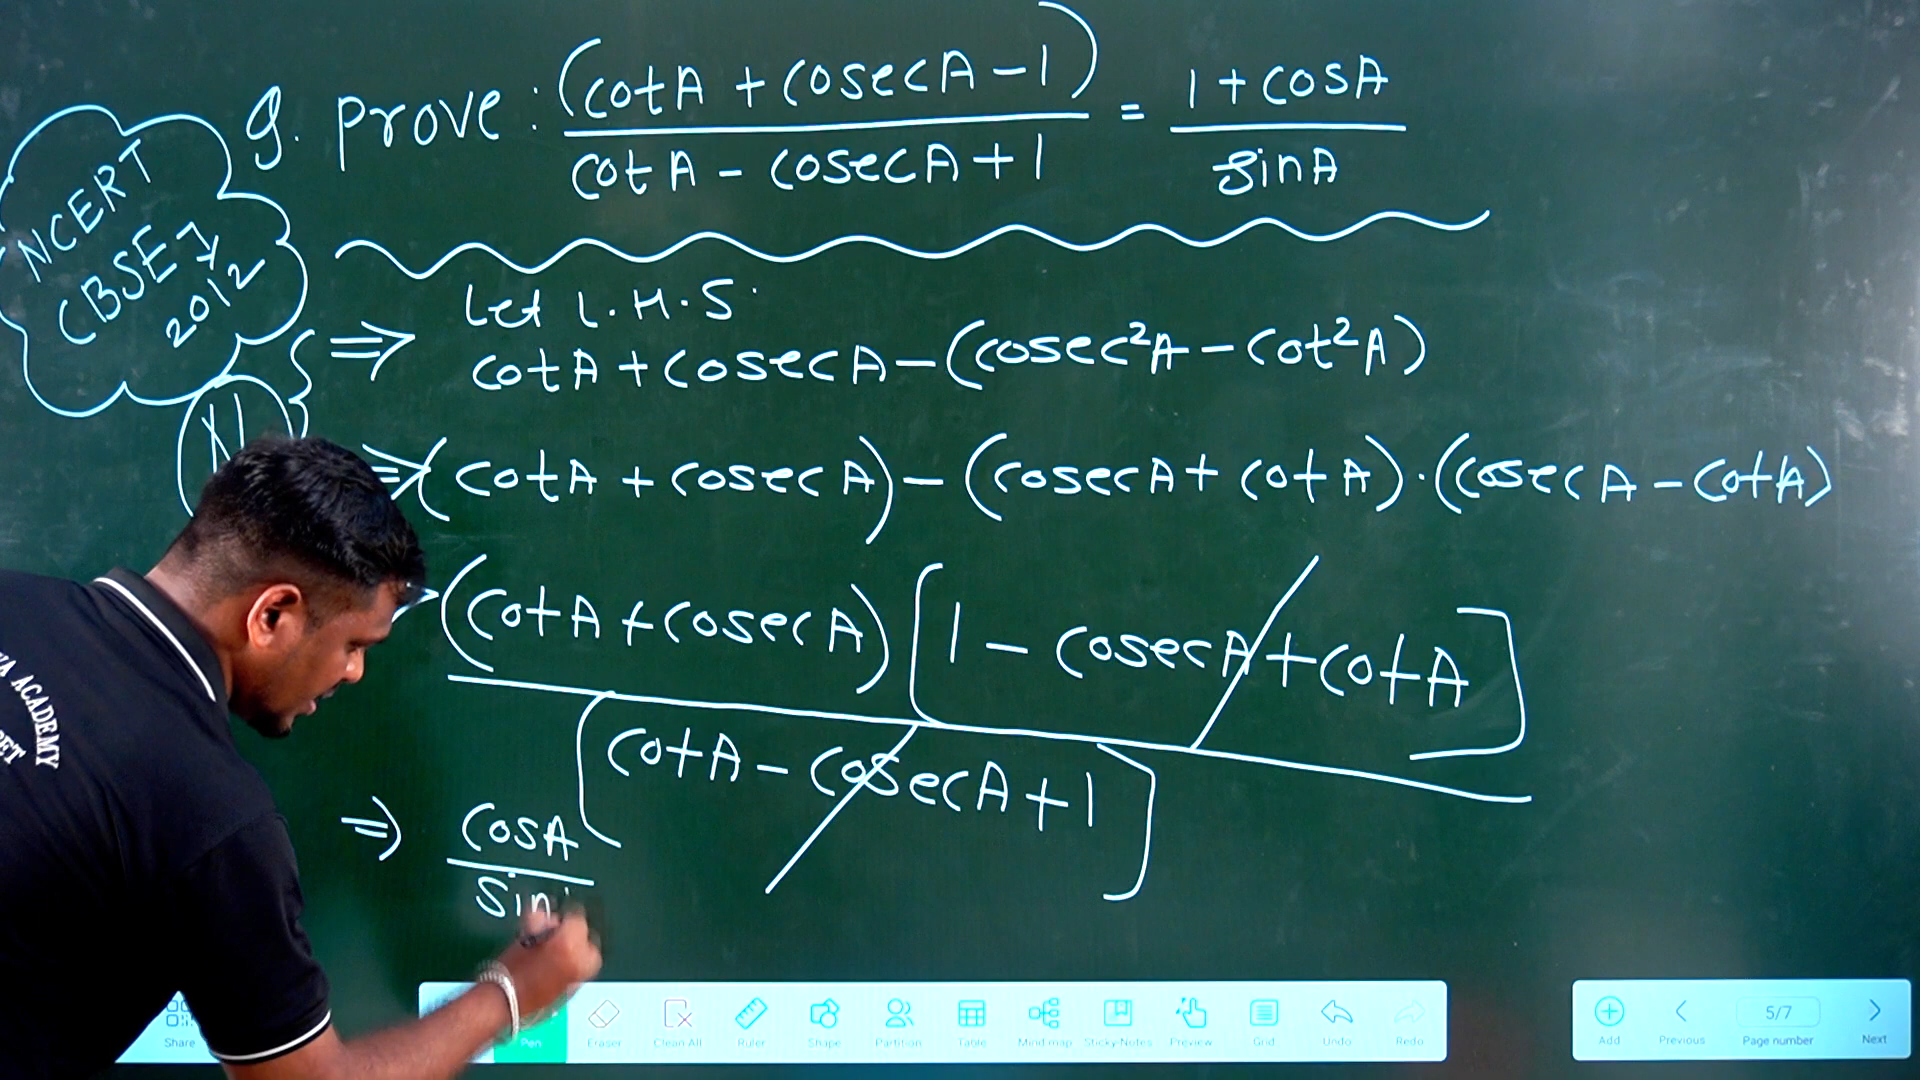 g. prove : (cotA + cosecA - 1) / cotA - cosecA + 1 = 1 + cosA / sinA
NCERT
CBSE
2012
XI
Let L.H.S.
⇒ cotA + cosecA - (cosec²A - cot²A)
⇒ (cotA + cosecA) - (cosecA + cotA) · (cosecA - cotA)
(cotA + cosecA) [1 - cosecA + cotA]
[cotA - cosecA + 1]
⇒ cosA
sin
ACADEMY
Share
Pen
Eraser
Clean All
Ruler
Shape
Partition
Table
Mind map
Sticky Notes
Preview
Grid
Undo
Redo
Add
Previous
5/7
Page number
Next